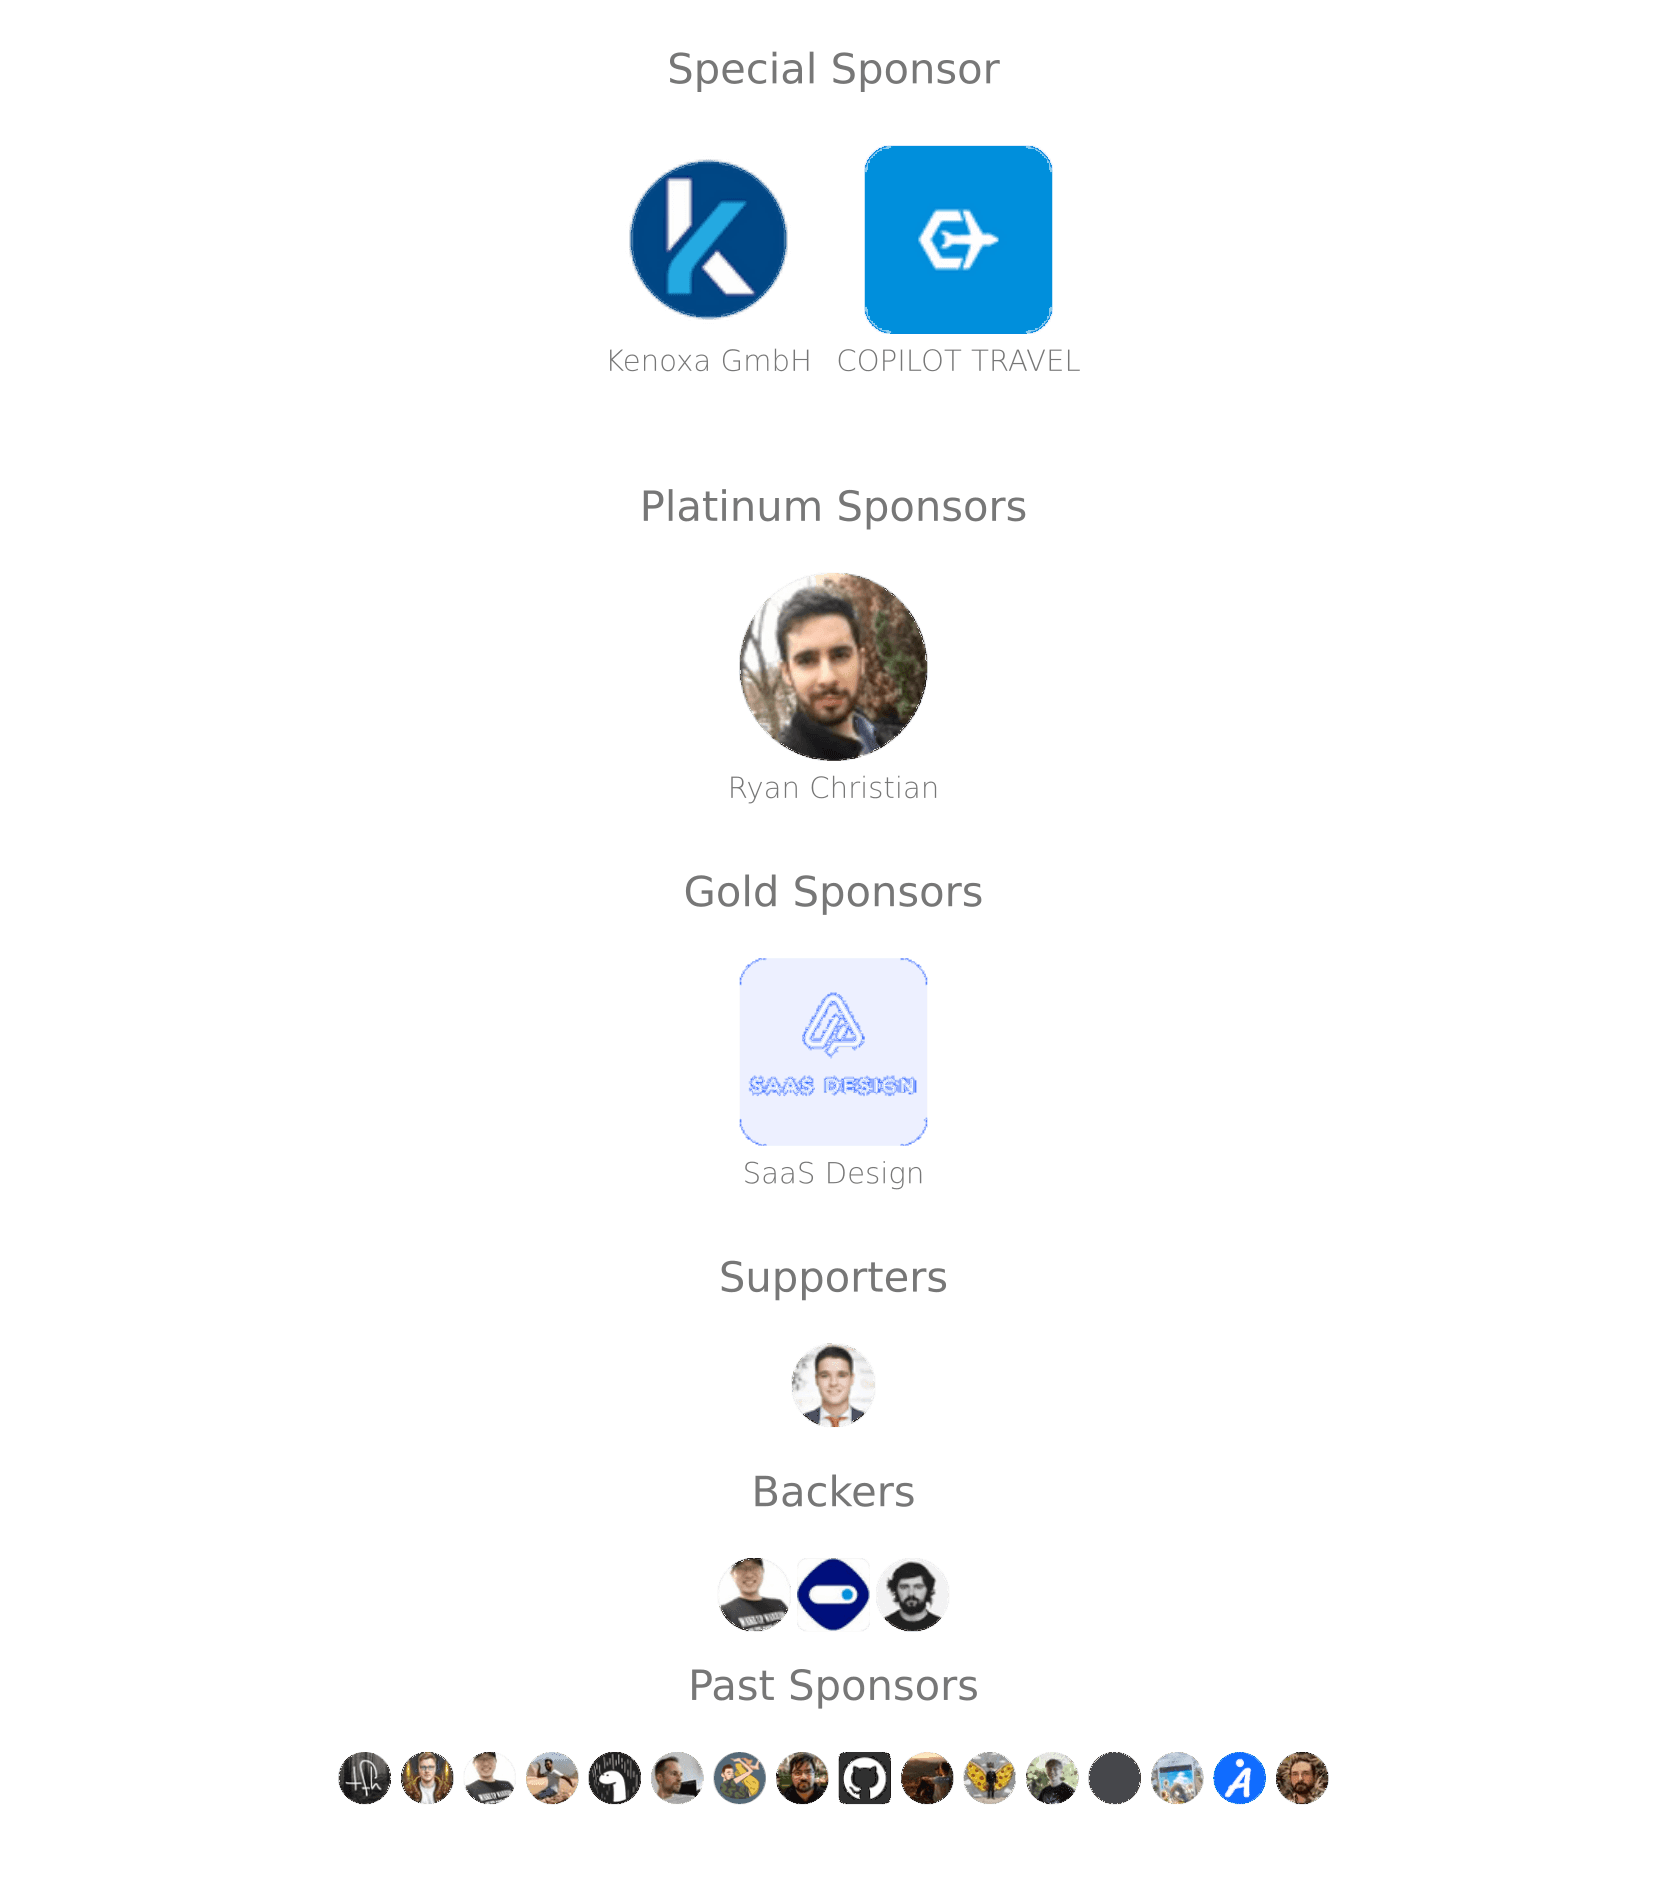 Special Sponsor
Kenoxa GmbH COPILOT TRAVEL
Platinum Sponsors
Ryan Christian
Gold Sponsors
SAAS DESIGN
SaaS Design
Supporters
Backers
Past Sponsors